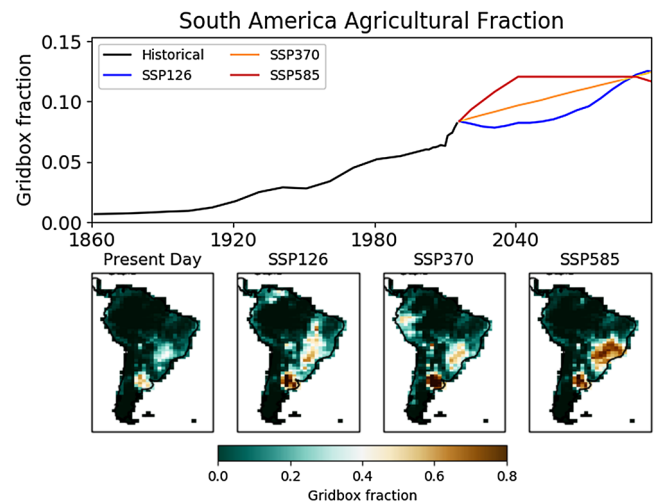 South America Agricultural Fraction
Gridbox fraction
0.15
0.10
0.05
0.00
Historical
SSP126
SSP370
SSP585
1860 1920 1980 2040
Present Day SSP126 SSP370 SSP585
0.0 0.2 0.4 0.6 0.8
Gridbox fraction